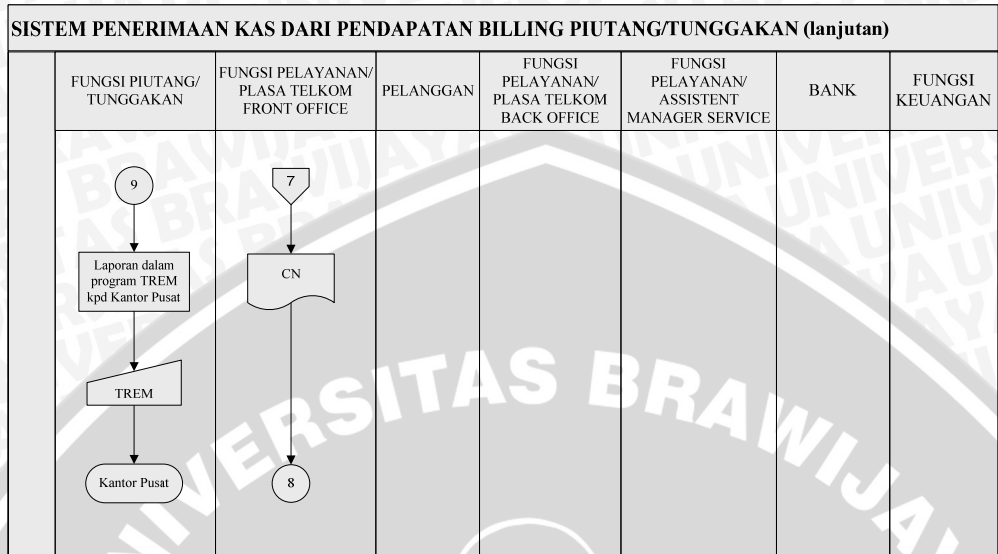 SISTEM PENERIMAAN KAS DARI PENDAPATAN BILLING PIUTANG/TUNGGAKAN (lanjutan)
FUNGSI PIUTANG/
TUNGGAKAN
FUNGSI PELAYANAN/
PLASA TELKOM
FRONT OFFICE
PELANGGAN
FUNGSI
PELAYANAN/
PLASA TELKOM
BACK OFFICE
FUNGSI
PELAYANAN/
ASSISTENT
MANAGER SERVICE
BANK
FUNGSI
KEUANGAN
9
Laporan dalam
program TREM
kpd Kantor Pusat
TREM
Kantor Pusat
7
CN
8
UNIVERSITAS BRAWIJAYA